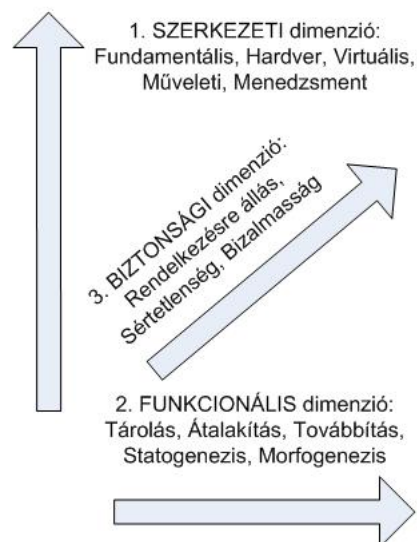 1. SZERKEZETI dimenzió:
Fundamentális, Hardver, Virtuális,
Műveleti, Menedzsment
3. BIZTONSÁGI dimenzió:
Rendelkezésre állás,
Sértetlenség, Bizalmasság
2. FUNKCIONÁLIS dimenzió:
Tárolás, Átalakítás, Továbbítás,
Statogenezis, Morfogenezis